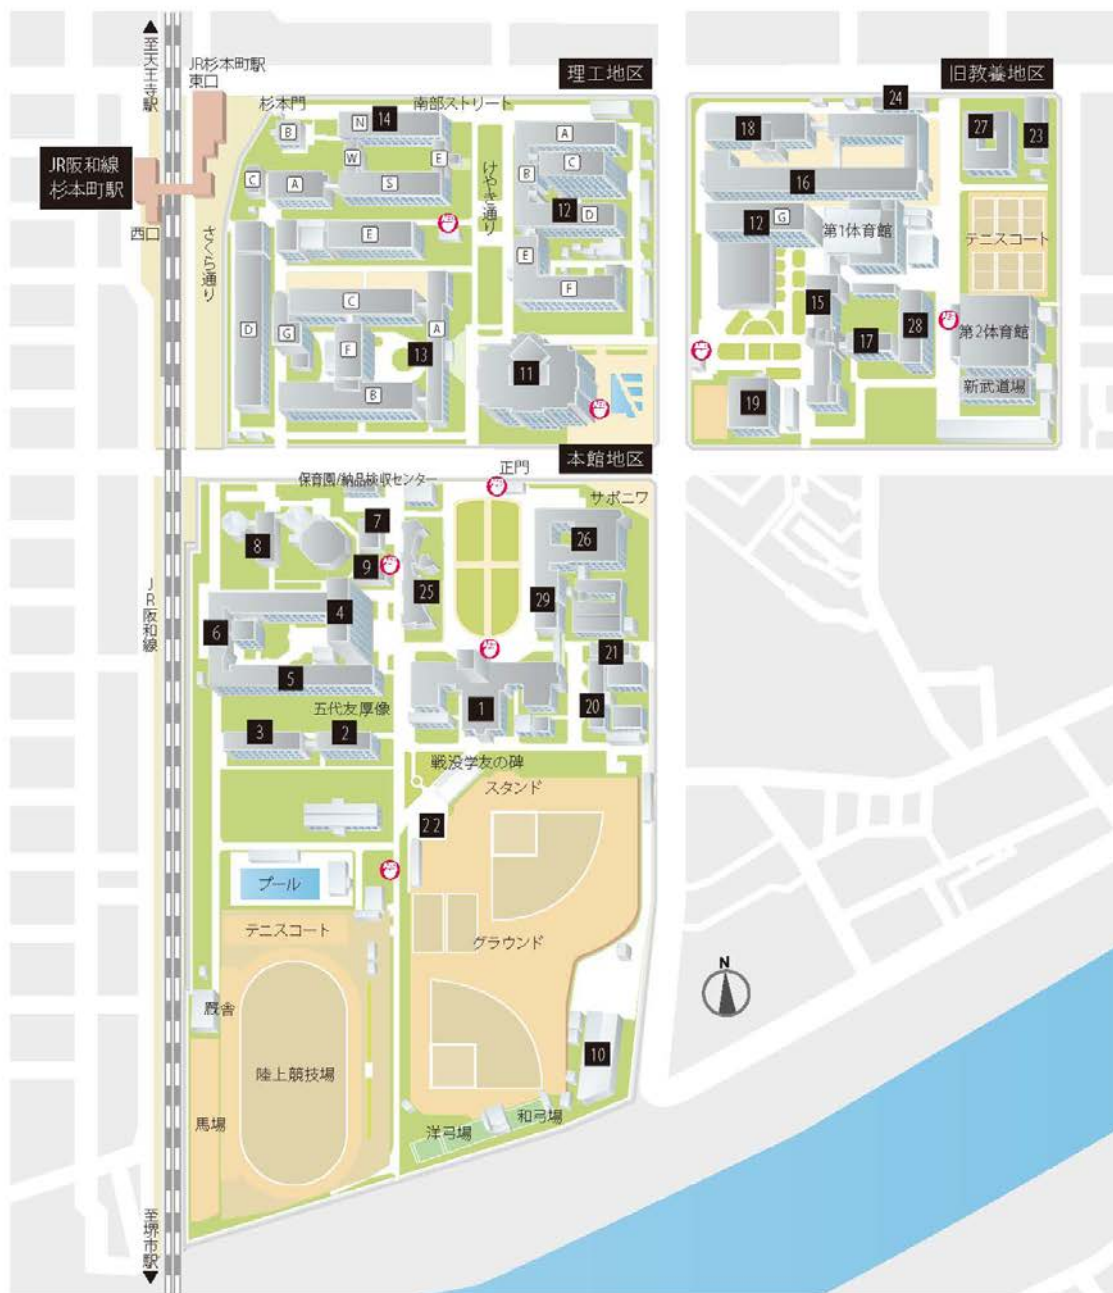 至天王寺駅
JR杉本町駅
東口
JR阪和線
杉本町駅
西口
さくら通り
理工地区
杉本門
南部ストリート
けやき通り
B
N
14
W
E
C
A
S
E
D
C
G
F
A
13
B
A
C
B
12
D
E
F
11
AED
AED
旧教養地区
24
18
27
23
16
12
G
第1体育館
テニスコート
15
17
28
AED
第2体育館
AED
19
新武道場
本館地区
保育園/納品検収センター
正門
AED
サポニワ
7
8
26
9
AED
25
4
29
6
AED
21
5
五代友厚像
1
20
3
2
戦没学友の碑
スタンド
22
AED
プール
テニスコート
グラウンド
厩舎
陸上競技場
10
馬場
和弓場
洋弓場
N
JR阪和線
至堺市駅